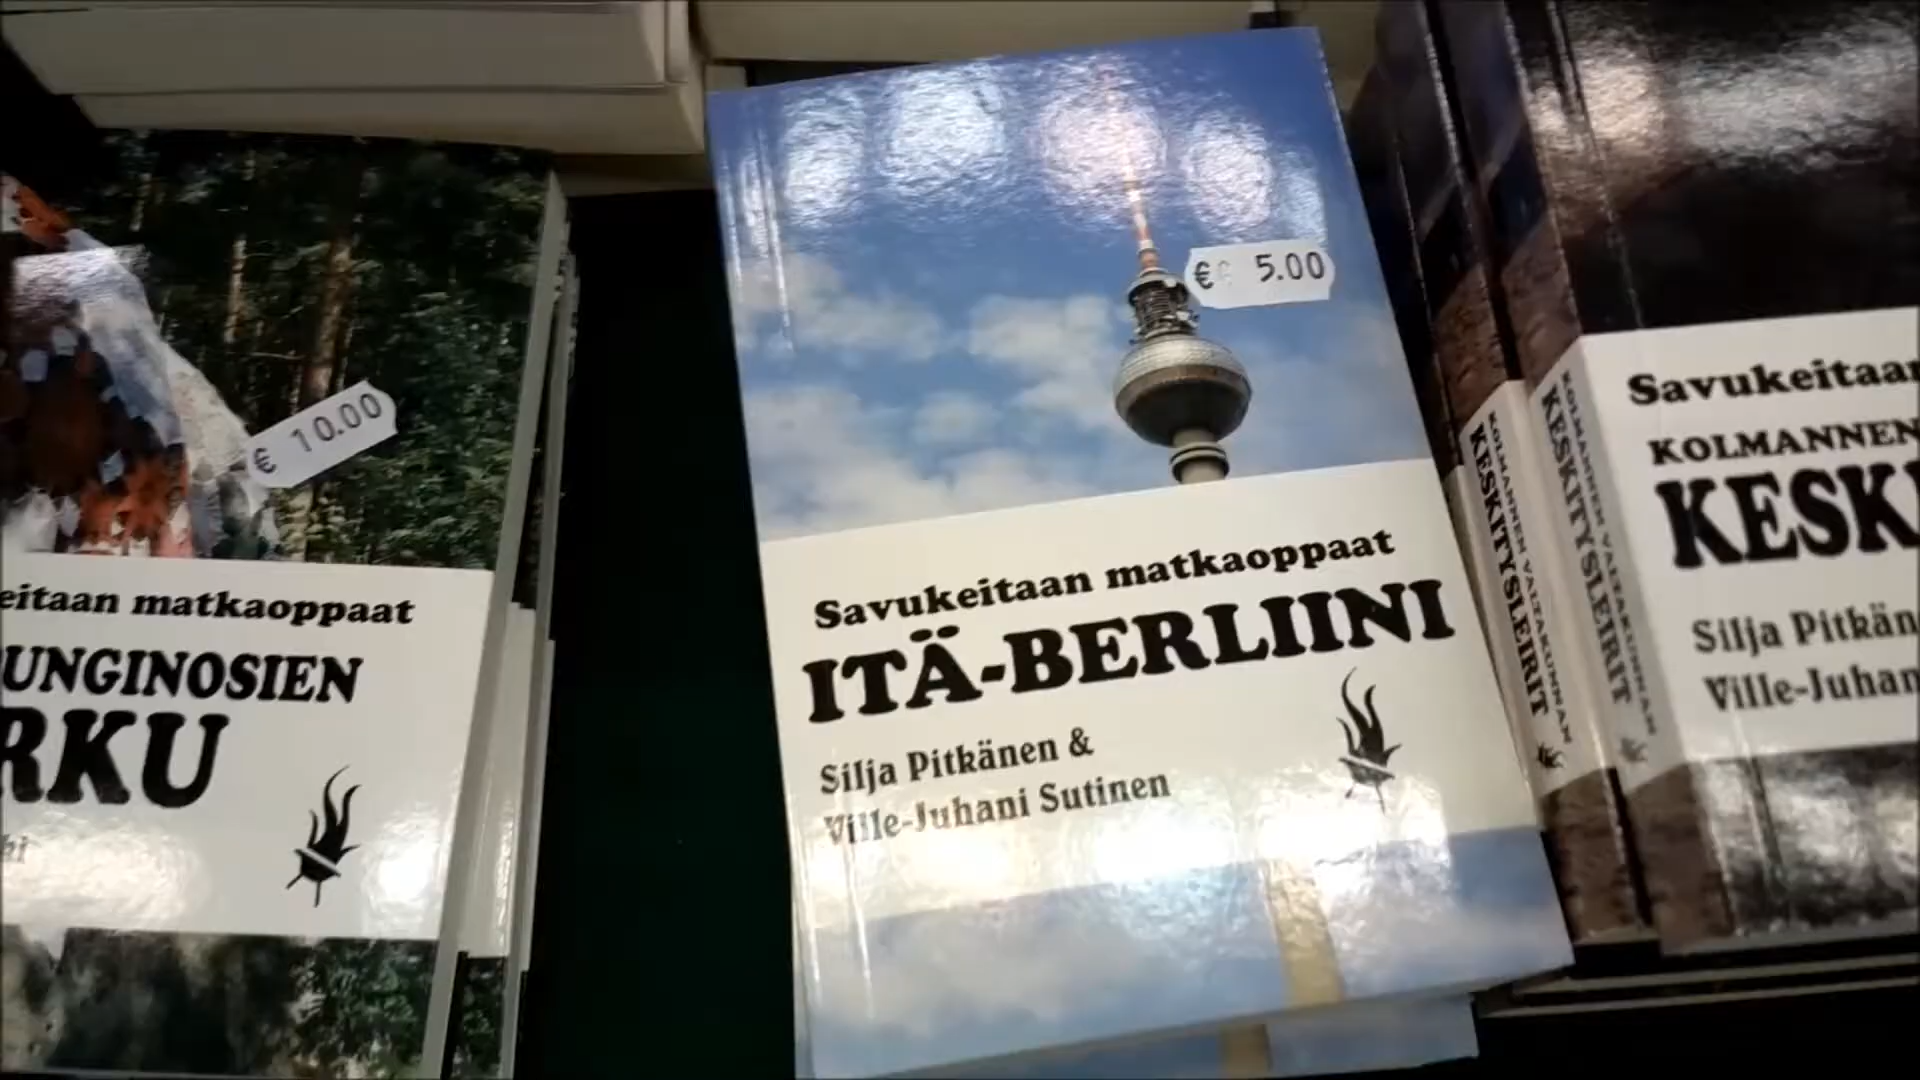 € 10.00
eitaan matkaoppaat
UNGINOSIEN
RKU
€ 5.00
Savukeitaan matkaoppaat
ITÄ-BERLIINI
Silja Pitkänen &
Ville-Juhani Sutinen
KOLMANNEN VALTAKUNNAN
KESKITYSLEIRIT
KOLMANNEN VALTAKUNNAN
KESKITYSLEIRIT
Savukeitaan
KOLMANNEN
KESK
Silja Pitkän
Ville-Juhan